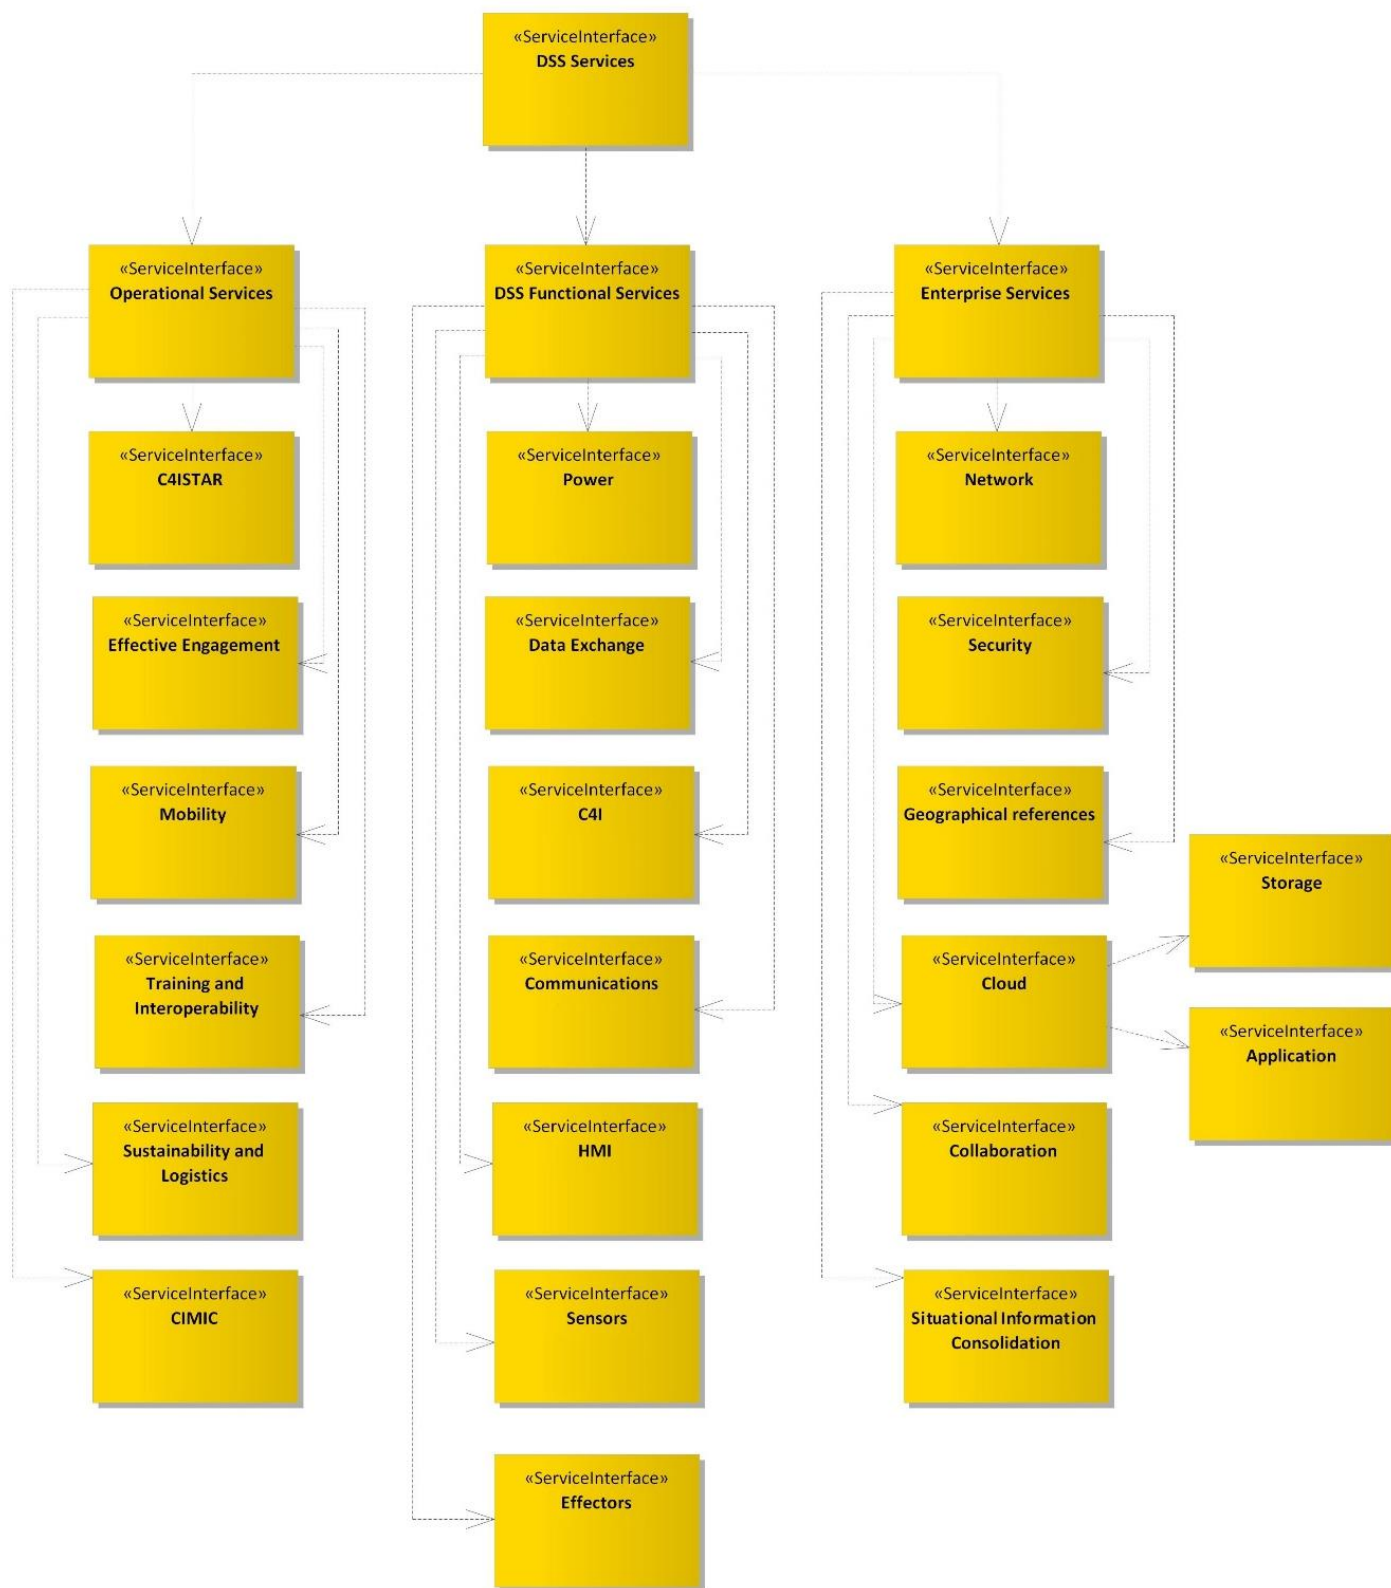 «ServiceInterface»
DSS Services
«ServiceInterface»
Operational Services
«ServiceInterface»
DSS Functional Services
«ServiceInterface»
Enterprise Services
«ServiceInterface»
C4ISTAR
«ServiceInterface»
Power
«ServiceInterface»
Network
«ServiceInterface»
Effective Engagement
«ServiceInterface»
Data Exchange
«ServiceInterface»
Security
«ServiceInterface»
Mobility
«ServiceInterface»
C4I
«ServiceInterface»
Geographical references
«ServiceInterface»
Storage
«ServiceInterface»
Training and
Interoperability
«ServiceInterface»
Communications
«ServiceInterface»
Cloud
«ServiceInterface»
Application
«ServiceInterface»
Sustainability and
Logistics
«ServiceInterface»
HMI
«ServiceInterface»
Collaboration
«ServiceInterface»
CIMIC
«ServiceInterface»
Sensors
«ServiceInterface»
Situational Information
Consolidation
«ServiceInterface»
Effectors